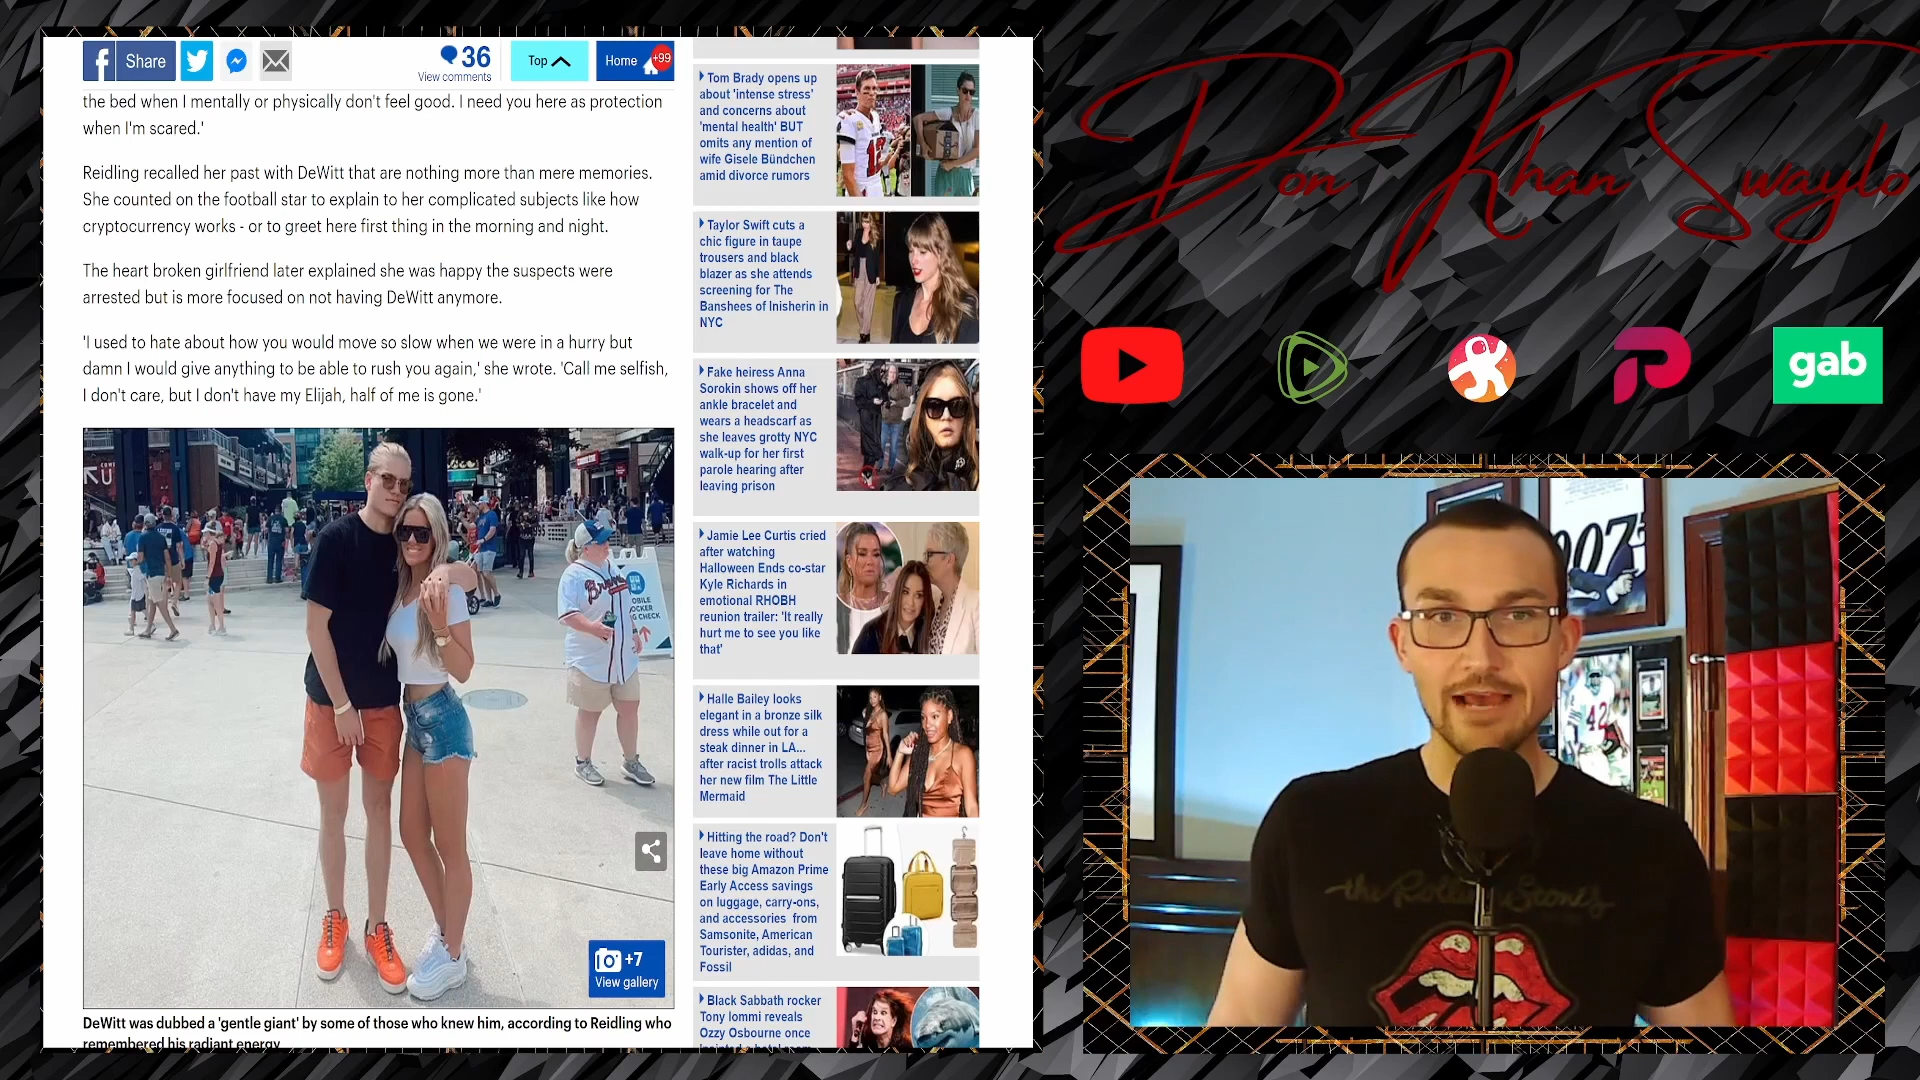 Share
36
View comments
Top
Home
+99
the bed when I mentally or physically don't feel good. I need you here as protection
when I'm scared.'
Reidling recalled her past with DeWitt that are nothing more than mere memories.
She counted on the football star to explain to her complicated subjects like how
cryptocurrency works - or to greet here first thing in the morning and night.
The heart broken girlfriend later explained she was happy the suspects were
arrested but is more focused on not having DeWitt anymore.
'I used to hate about how you would move so slow when we were in a hurry but
damn I would give anything to be able to rush you again,' she wrote. 'Call me selfish,
I don't care, but I don't have my Elijah, half of me is gone.'
Braves
+7
View gallery
DeWitt was dubbed a 'gentle giant' by some of those who knew him, according to Reidling who
remembered his radiant energy
Tom Brady opens up
about 'intense stress'
and concerns about
'mental health' BUT
omits any mention of
wife Gisele Bündchen
amid divorce rumors
Taylor Swift cuts a
chic figure in taupe
trousers and black
blazer as she attends
screening for The
Banshees of Inisherin in
NYC
Fake heiress Anna
Sorokin shows off her
ankle bracelet and
wears a headscarf as
she leaves grotty NYC
walk-up for her first
parole hearing after
leaving prison
Jamie Lee Curtis cried
after watching
Halloween Ends co-star
Kyle Richards in
emotional RHOBH
reunion trailer: 'It really
hurt me to see you like
that'
Halle Bailey looks
elegant in a bronze silk
dress while out for a
steak dinner in LA...
after racist trolls attack
her new film The Little
Mermaid
Hitting the road? Don't
leave home without
these big Amazon Prime
Early Access savings
on luggage, carry-ons,
and accessories from
Samsonite, American
Tourister, adidas, and
Fossil
Black Sabbath rocker
Tony Iommi reveals
Ozzy Osbourne once
Don Khan Swaylo
gab
007
42
the Rolling Stones